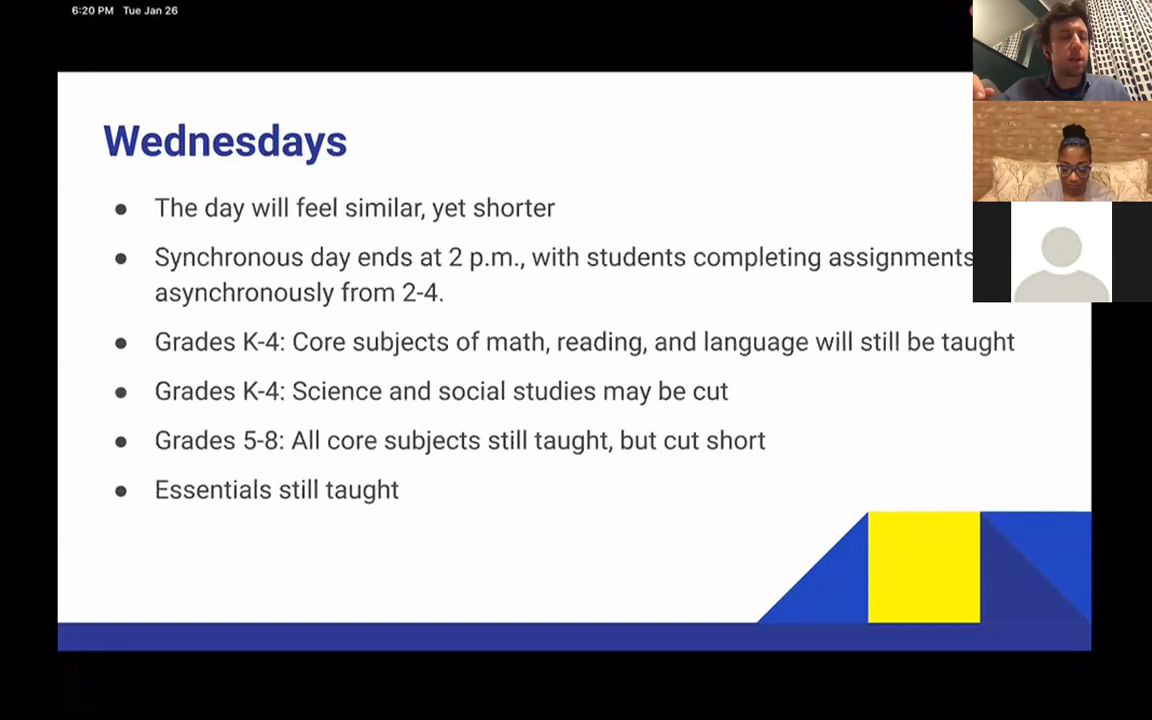 6:20 PM Tue Jan 26
Wednesdays
● The day will feel similar, yet shorter
● Synchronous day ends at 2 p.m., with students completing assignments
asynchronously from 2-4.
● Grades K-4: Core subjects of math, reading, and language will still be taught
● Grades K-4: Science and social studies may be cut
● Grades 5-8: All core subjects still taught, but cut short
● Essentials still taught